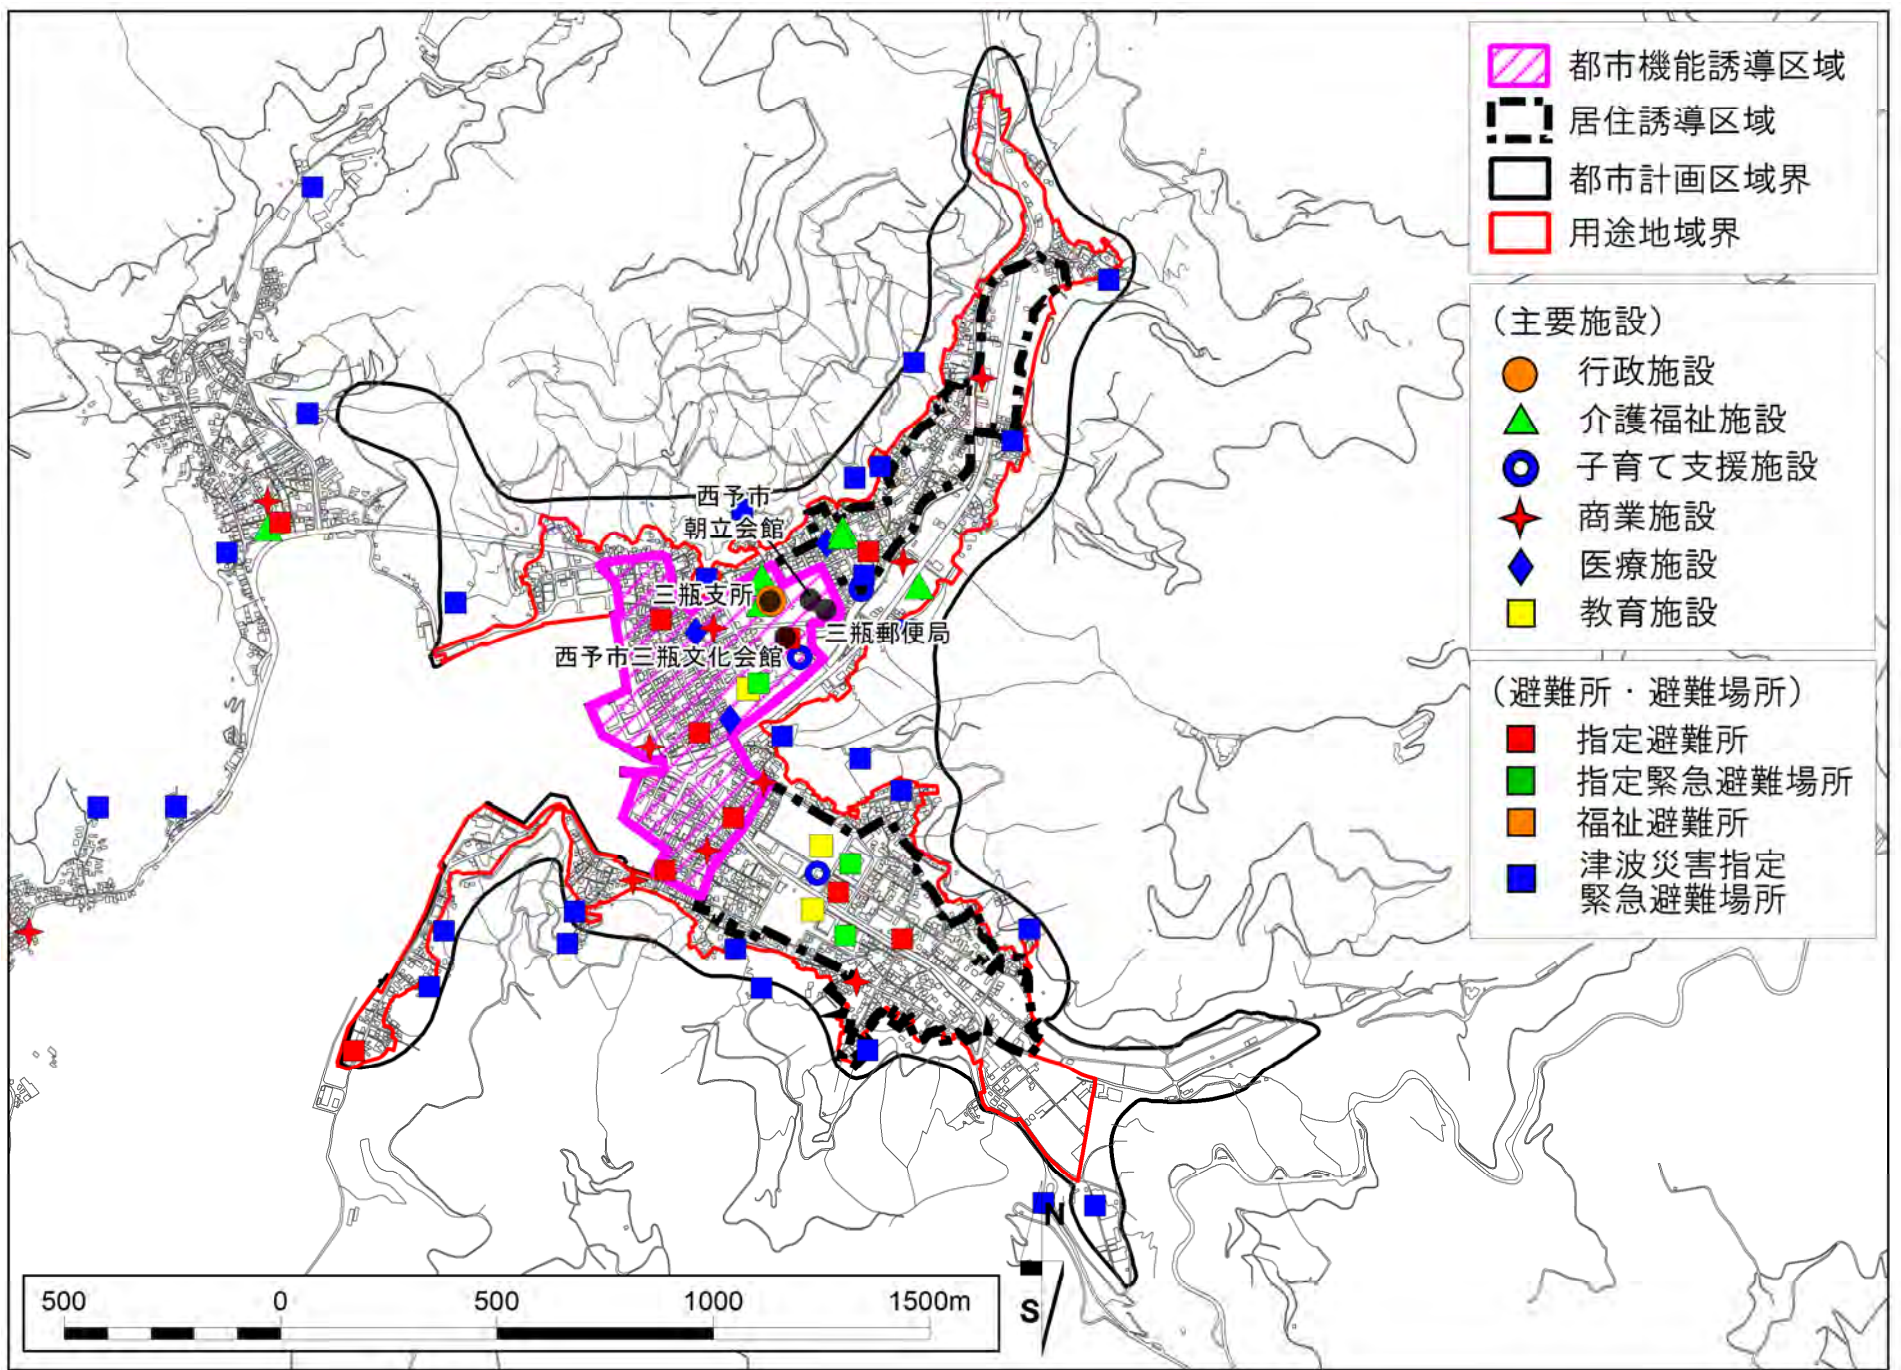 都市機能誘導区域
居住誘導区域
都市計画区域界
用途地域界
（主要施設）
行政施設
介護福祉施設
子育て支援施設
商業施設
医療施設
教育施設
（避難所・避難場所）
指定避難所
指定緊急避難場所
福祉避難所
津波災害指定
緊急避難場所
西予市
朝立会館
三瓶支所
三瓶郵便局
西予市三瓶文化会館
N
S
500 0 500 1000 1500m